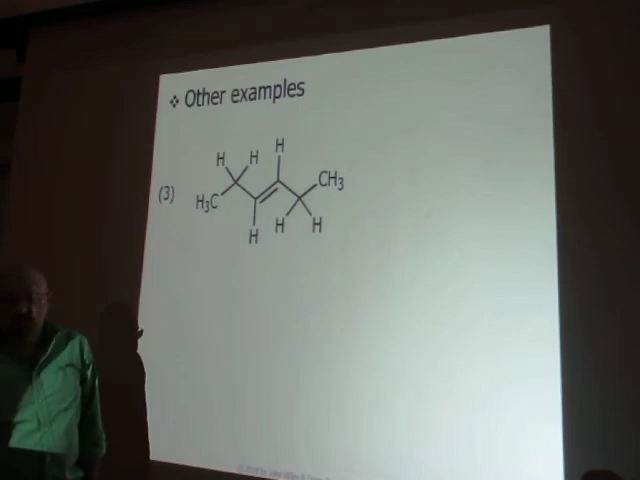 ❖ Other examples
H H H
(3) H₃C CH₃
H H H